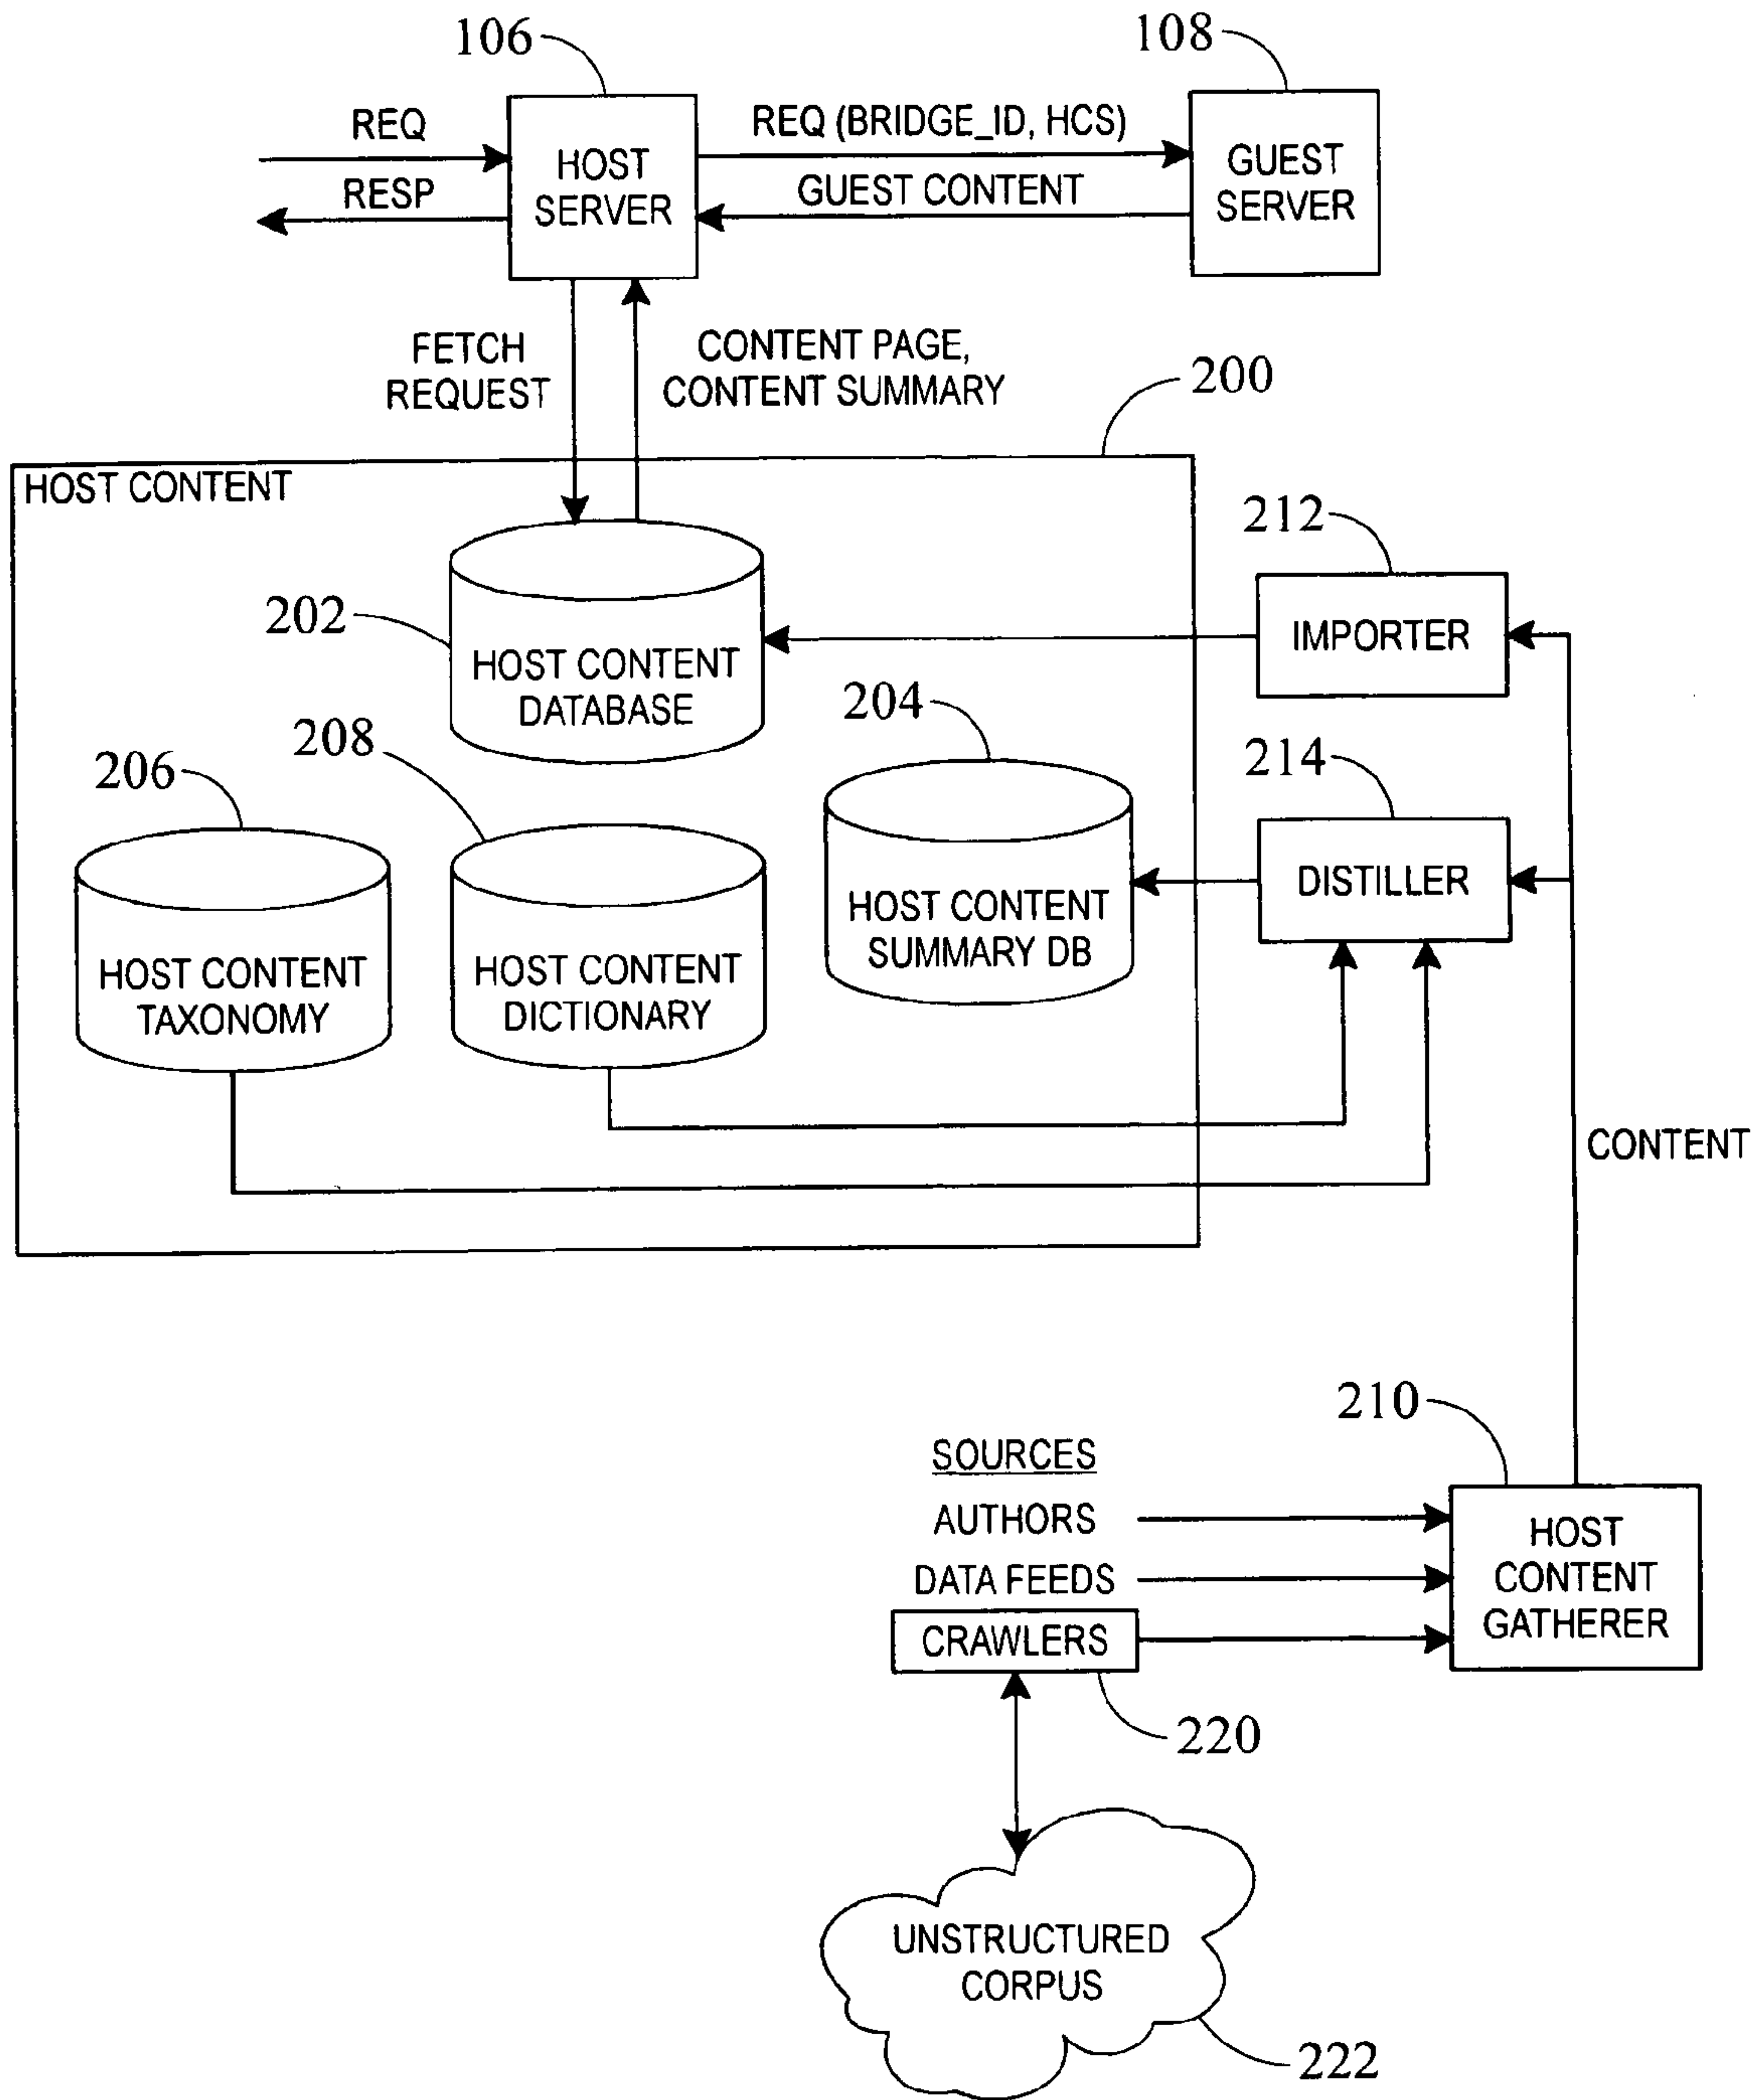 106
108
REQ
RESP
HOST
SERVER
REQ (BRIDGE_ID, HCS)
GUEST CONTENT
GUEST
SERVER
FETCH
REQUEST
CONTENT PAGE,
CONTENT SUMMARY
200
HOST CONTENT
212
202
HOST CONTENT
DATABASE
IMPORTER
204
208
206
214
HOST CONTENT
TAXONOMY
HOST CONTENT
DICTIONARY
HOST CONTENT
SUMMARY DB
DISTILLER
CONTENT
210
SOURCES
AUTHORS
DATA FEEDS
CRAWLERS
HOST
CONTENT
GATHERER
220
UNSTRUCTURED
CORPUS
222